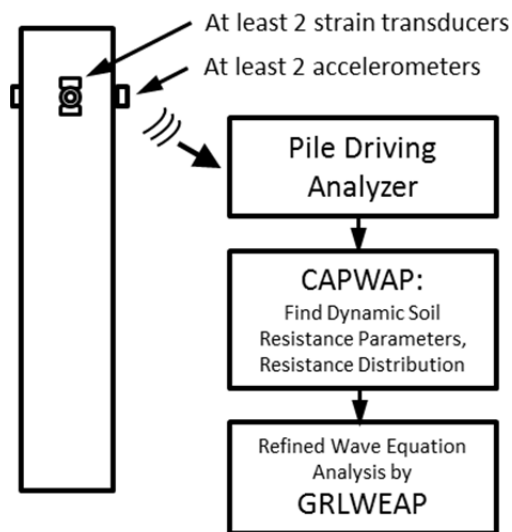 At least 2 strain transducers
At least 2 accelerometers
Pile Driving
Analyzer
CAPWAP:
Find Dynamic Soil
Resistance Parameters,
Resistance Distribution
Refined Wave Equation
Analysis by
GRLWEAP